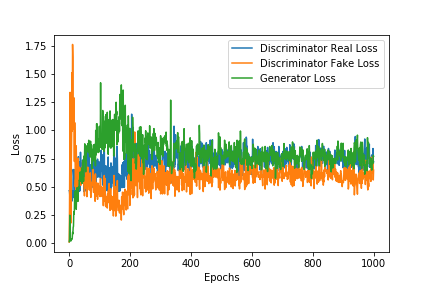 Discriminator Real Loss
Discriminator Fake Loss
Generator Loss
1.75
1.50
1.25
1.00
0.75
0.50
0.25
0.00
Loss
0 200 400 600 800 1000
Epochs